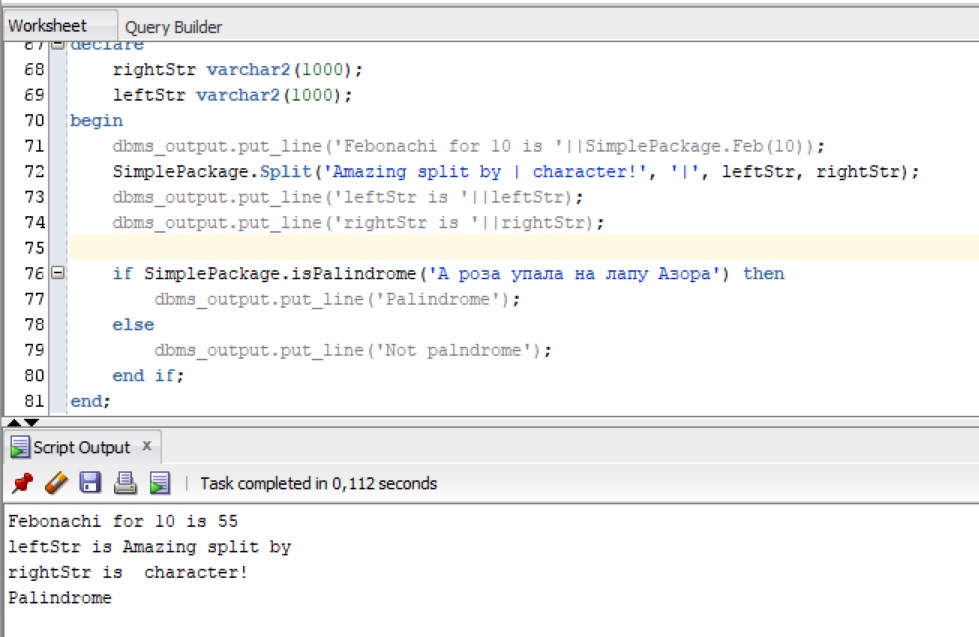 Worksheet Query Builder
67 declare
68 rightStr varchar2(1000);
69 leftStr varchar2(1000);
70 begin
71 dbms_output.put_line('Febonachi for 10 is '||SimplePackage.Feb(10));
72 SimplePackage.Split('Amazing split by | character!', '|', leftStr, rightStr);
73 dbms_output.put_line('leftStr is '||leftStr);
74 dbms_output.put_line('rightStr is '||rightStr);
75
76 if SimplePackage.isPalindrome('А роза упала на лапу Азора') then
77 dbms_output.put_line('Palindrome');
78 else
79 dbms_output.put_line('Not palndrome');
80 end if;
81 end;
Script Output x
Task completed in 0,112 seconds
Febonachi for 10 is 55
leftStr is Amazing split by
rightStr is  character!
Palindrome